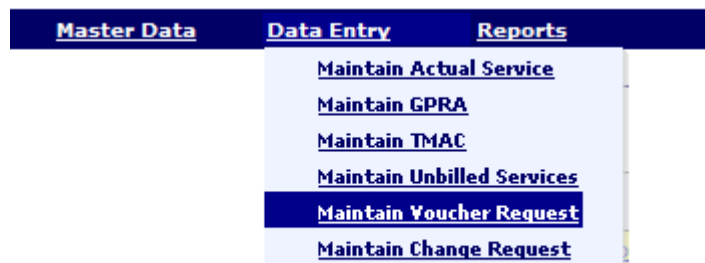 Master Data Data Entry Reports
Maintain Actual Service
Maintain GPRA
Maintain TMAC
Maintain Unbilled Services
Maintain Voucher Request
Maintain Change Request